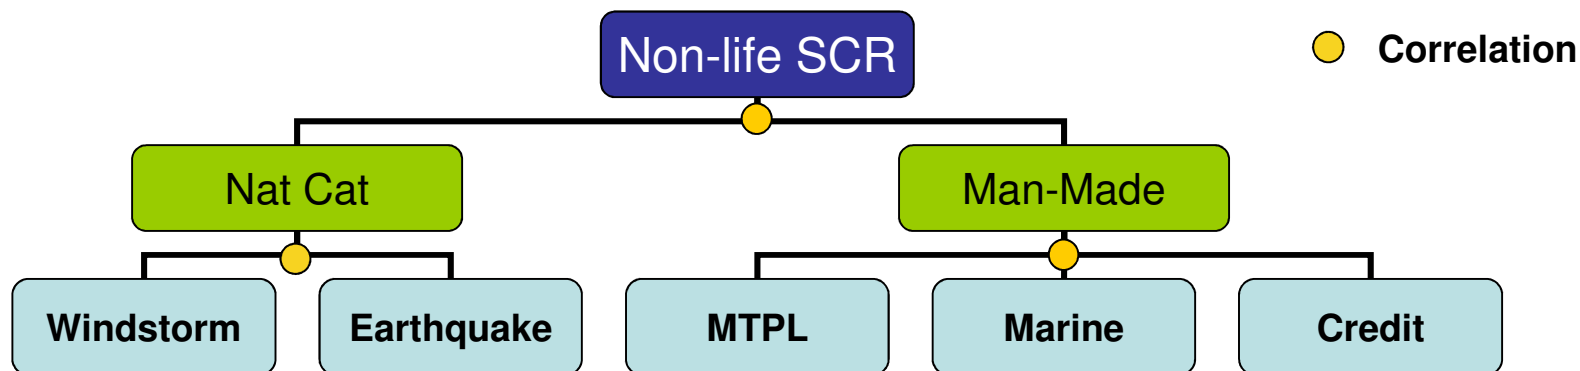 Non-life SCR
Correlation
Nat Cat
Man-Made
Windstorm
Earthquake
MTPL
Marine
Credit